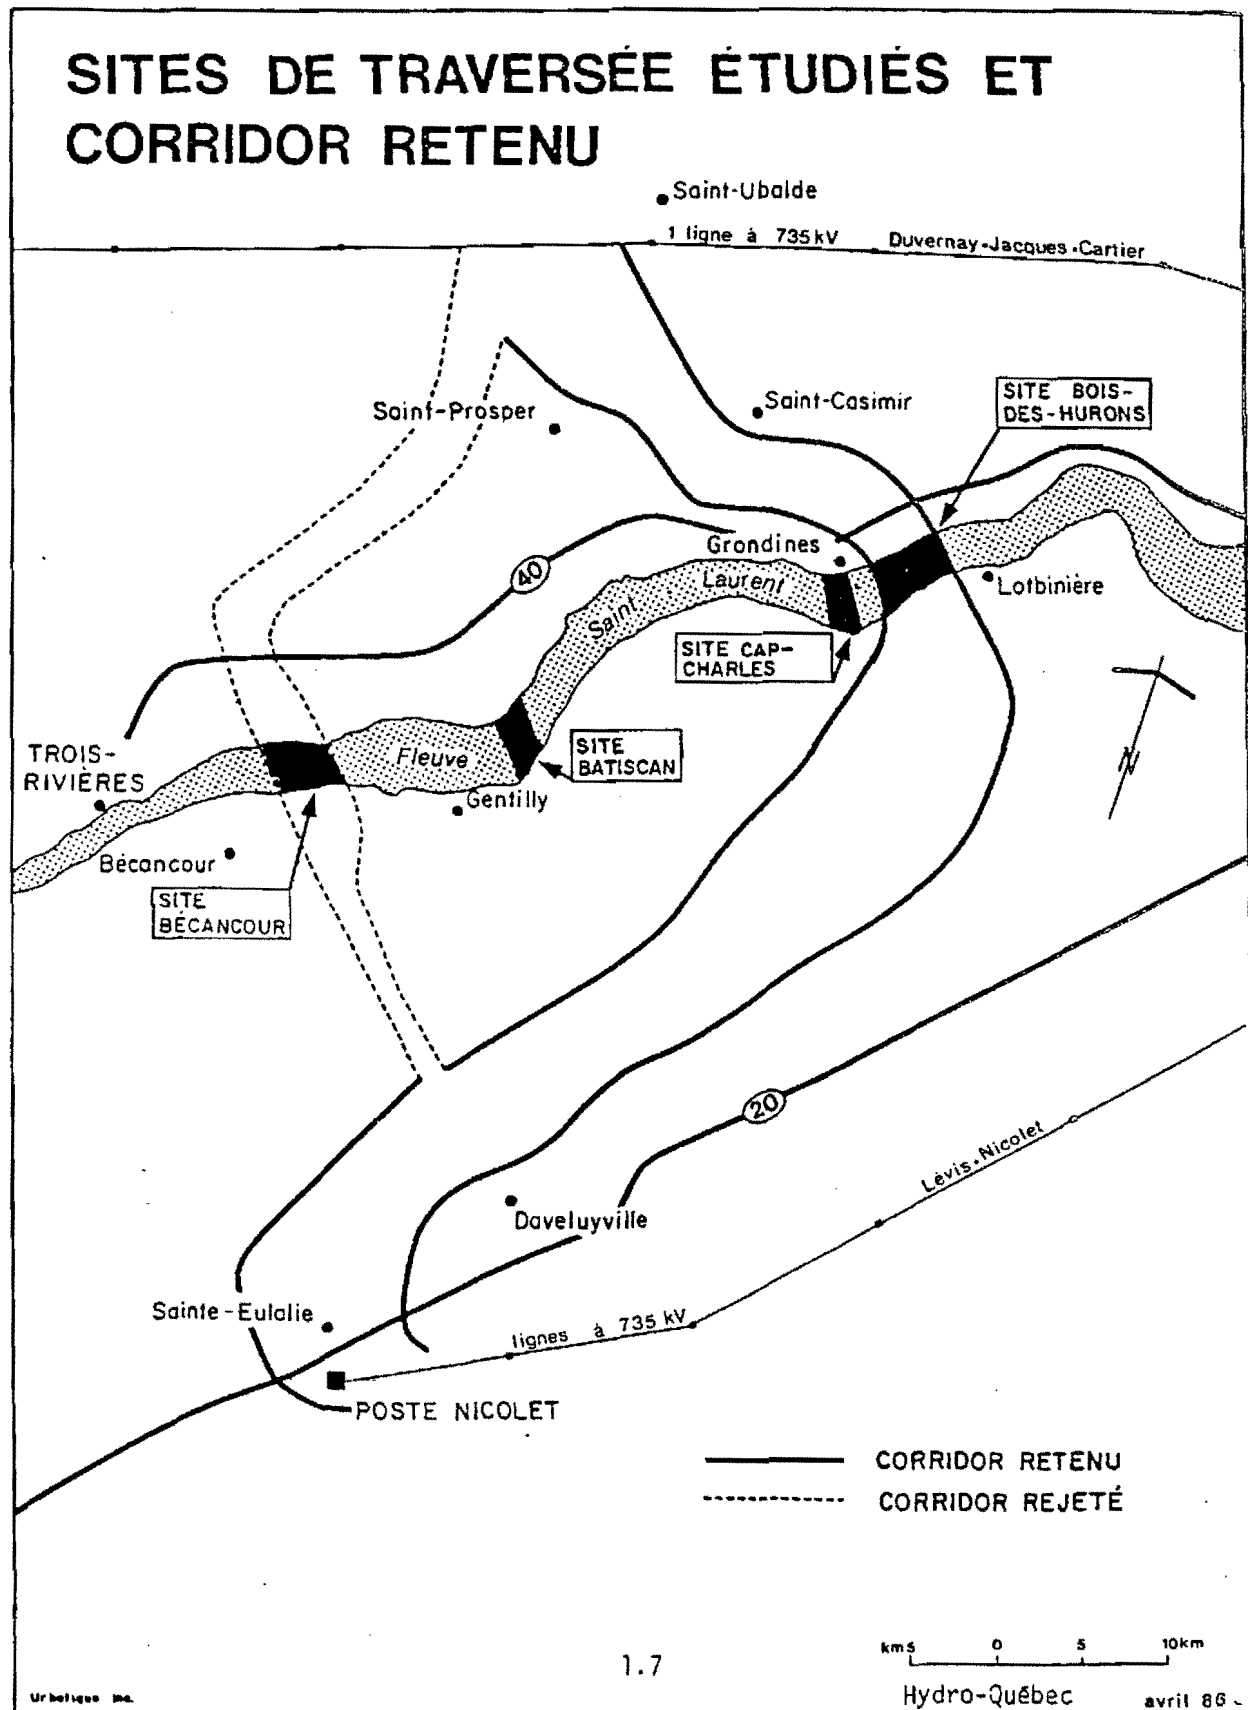 SITES DE TRAVERSÉE ÉTUDIÉS ET
CORRIDOR RETENU
Saint-Ubalde
1 ligne à 735 kV Duvernay-Jacques-Cartier
SITE BOIS-
DES-HURONS
Saint-Casimir
Saint-Prosper
Grondines
40
Saint Laurent
Lotbinière
SITE CAP-
CHARLES
TROIS-
RIVIÈRES
Fleuve
SITE
BATISCAN
N
Gentilly
Bécancour
SITE
BÉCANCOUR
20
Lévis-Nicolet
Daveluyville
Sainte-Eulalie
lignes à 735 kV
POSTE NICOLET
CORRIDOR RETENU
CORRIDOR REJETÉ
1.7
km5 0 5 10km
Urbatique Inc.
Hydro-Québec avril 86